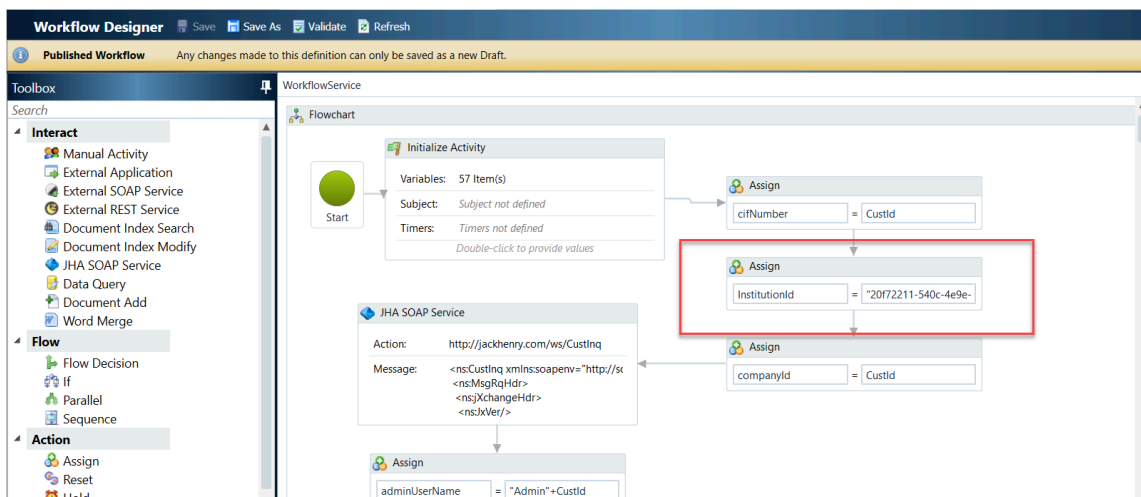 Workflow Designer Save Save As Validate Refresh
Published Workflow Any changes made to this definition can only be saved as a new Draft.
Toolbox
Search
Interact
Manual Activity
External Application
External SOAP Service
External REST Service
Document Index Search
Document Index Modify
JHA SOAP Service
Data Query
Document Add
Word Merge
Flow
Flow Decision
If
Parallel
Sequence
Action
Assign
Reset
Hold
WorkflowService
Flowchart
Start
Initialize Activity
Variables: 57 Item(s)
Subject: Subject not defined
Timers: Timers not defined
Double-click to provide values
Assign
cifNumber = CustId
Assign
InstitutionId = "20f72211-540c-4e9e-
Assign
companyId = CustId
JHA SOAP Service
Action: http://jackhenry.com/ws/CustInq
Message: <ns:CustInq xmlns:soapenv="http://sc
<ns:MsgRqHdr>
<ns:jXchangeHdr>
<ns:JxVer/>
Assign
adminUserName = "Admin"+CustId